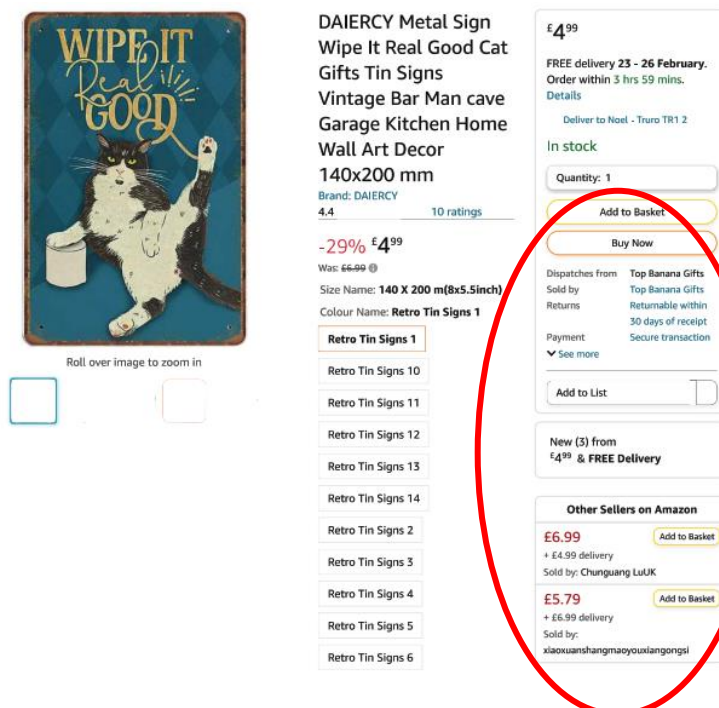 WIPE IT
Real
GOOD
Roll over image to zoom in
DAIERCY Metal Sign
Wipe It Real Good Cat
Gifts Tin Signs
Vintage Bar Man cave
Garage Kitchen Home
Wall Art Decor
140x200 mm
Brand: DAIERCY
4.4 10 ratings
-29% £4⁹⁹
Was: £6.99
Size Name: 140 X 200 m(8x5.5inch)
Colour Name: Retro Tin Signs 1
Retro Tin Signs 1
Retro Tin Signs 10
Retro Tin Signs 11
Retro Tin Signs 12
Retro Tin Signs 13
Retro Tin Signs 14
Retro Tin Signs 2
Retro Tin Signs 3
Retro Tin Signs 4
Retro Tin Signs 5
Retro Tin Signs 6
£4⁹⁹
FREE delivery 23 - 26 February.
Order within 3 hrs 59 mins.
Details
Deliver to Noel - Truro TR1 2
In stock
Quantity: 1
Add to Basket
Buy Now
Dispatches from Top Banana Gifts
Sold by Top Banana Gifts
Returns Returnable within
30 days of receipt
Payment Secure transaction
See more
Add to List
New (3) from
£4⁹⁹ & FREE Delivery
Other Sellers on Amazon
£6.99 Add to Basket
+ £4.99 delivery
Sold by: Chunguang LuUK
£5.79 Add to Basket
+ £6.99 delivery
Sold by:
xiaoxuanshangmaoyouxiangongsi